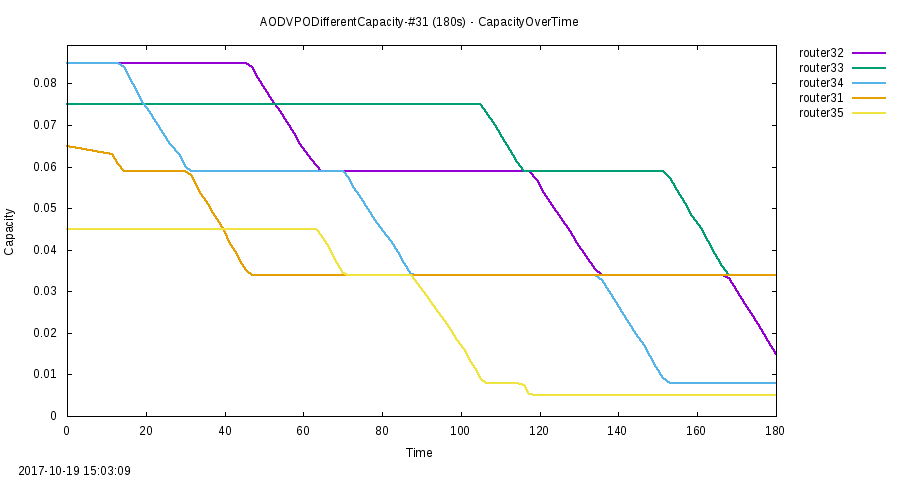 AODVPODifferentCapacity-#31 (180s) - CapacityOverTime
router32
router33
router34
router31
router35
0.08
0.07
0.06
0.05
0.04
0.03
0.02
0.01
0
Capacity
0 20 40 60 80 100 120 140 160 180
Time
2017-10-19 15:03:09